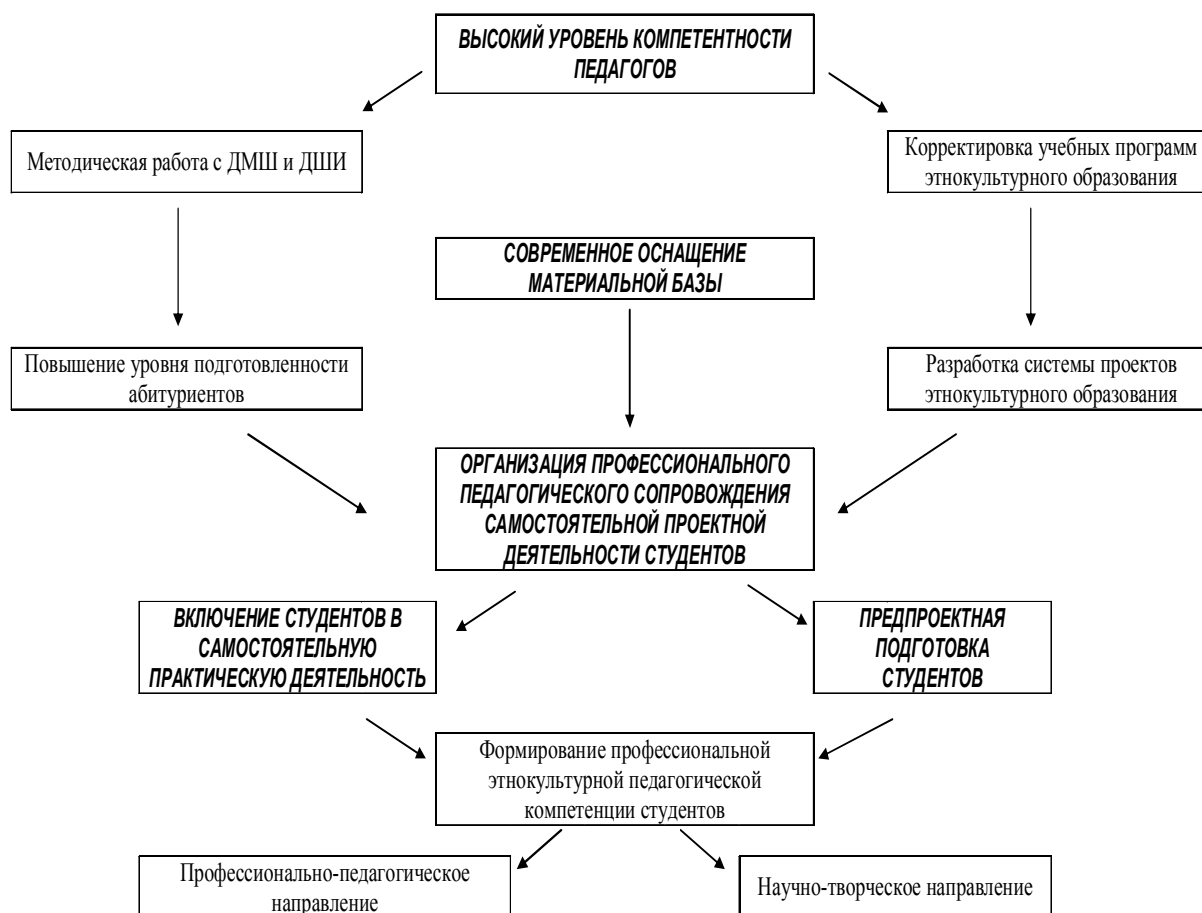 ВЫСОКИЙ УРОВЕНЬ КОМПЕТЕНТНОСТИ
ПЕДАГОГОВ
Методическая работа с ДМШ и ДШИ
Корректировка учебных программ
этнокультурного образования
СОВРЕМЕННОЕ ОСНАЩЕНИЕ
МАТЕРИАЛЬНОЙ БАЗЫ
Повышение уровня подготовленности
абитуриентов
Разработка системы проектов
этнокультурного образования
ОРГАНИЗАЦИЯ ПРОФЕССИОНАЛЬНОГО
ПЕДАГОГИЧЕСКОГО СОПРОВОЖДЕНИЯ
САМОСТОЯТЕЛЬНОЙ ПРОЕКТНОЙ
ДЕЯТЕЛЬНОСТИ СТУДЕНТОВ
ВКЛЮЧЕНИЕ СТУДЕНТОВ В
САМОСТОЯТЕЛЬНУЮ
ПРАКТИЧЕСКУЮ ДЕЯТЕЛЬНОСТЬ
ПРЕДПРОЕКТНАЯ
ПОДГОТОВКА
СТУДЕНТОВ
Формирование профессиональной
этнокультурной педагогической
компетенции студентов
Профессионально-педагогическое
направление
Научно-творческое направление